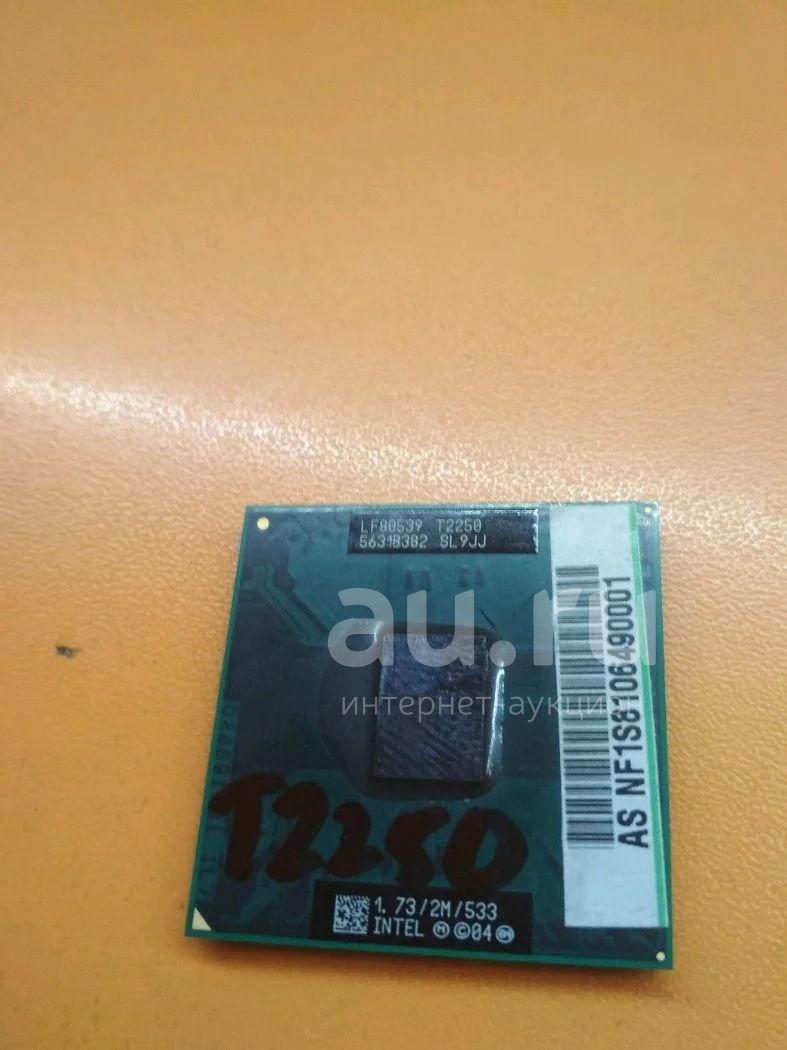 LF80539 T2250
5631B382 SL9JJ
au.ru
интернет-аукцион
AS NF1S8106490001
T2250
1.73/2M/533
INTEL Ⓜ ©04